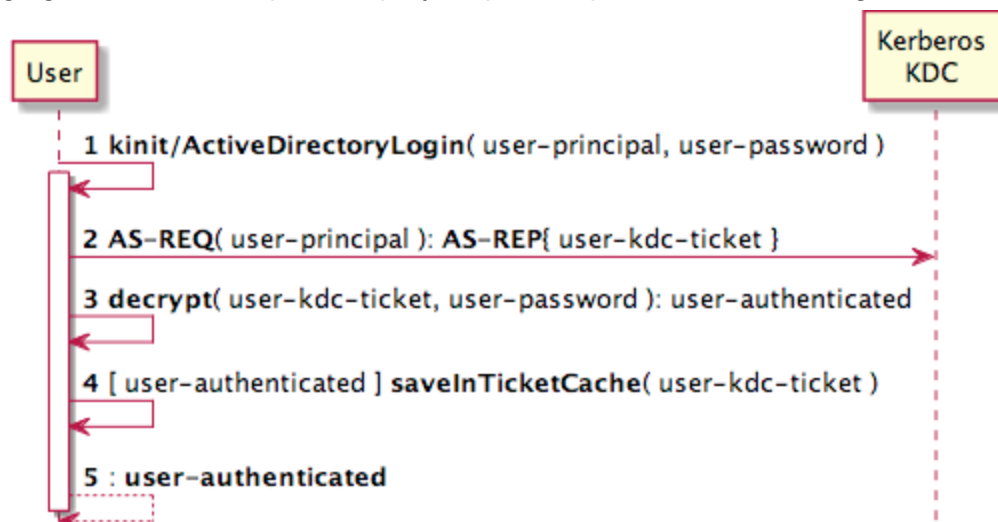 User
Kerberos
KDC
1 kinit/ActiveDirectoryLogin( user-principal, user-password )
2 AS-REQ( user-principal ): AS-REP{ user-kdc-ticket }
3 decrypt( user-kdc-ticket, user-password ): user-authenticated
4 [ user-authenticated ] saveInTicketCache( user-kdc-ticket )
5 : user-authenticated